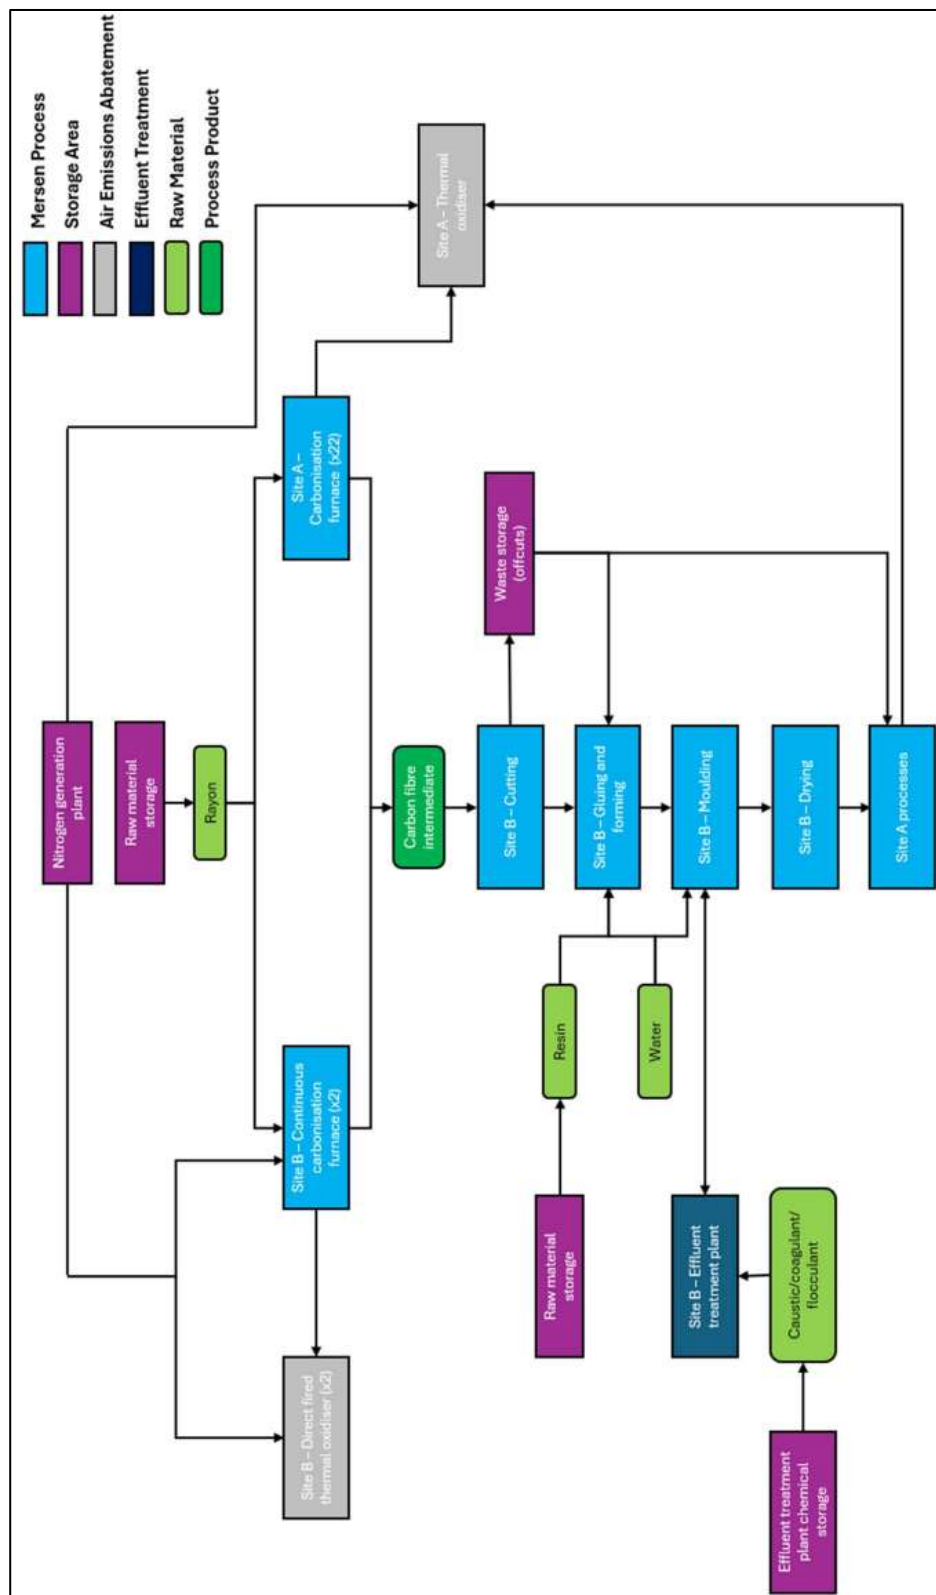 Mersen Process
Storage Area
Air Emissions Abatement
Effluent Treatment
Raw Material
Process Product
Nitrogen generation
plant
Raw material
storage
Rayon
Site B – Direct fired
thermal oxidiser (x2)
Site B – Continuous
carbonisation
furnace (x2)
Site A –
Carbonisation
furnace (x22)
Site A – Thermal
oxidiser
Carbon fibre
intermediate
Site B – Cutting
Waste storage
(offcuts)
Raw material
storage
Resin
Site B – Gluing and
forming
Water
Site B – Effluent
treatment plant
Site B – Moulding
Effluent treatment
plant chemical
storage
Caustic/coagulant/
flocculant
Site B – Drying
Site A processes